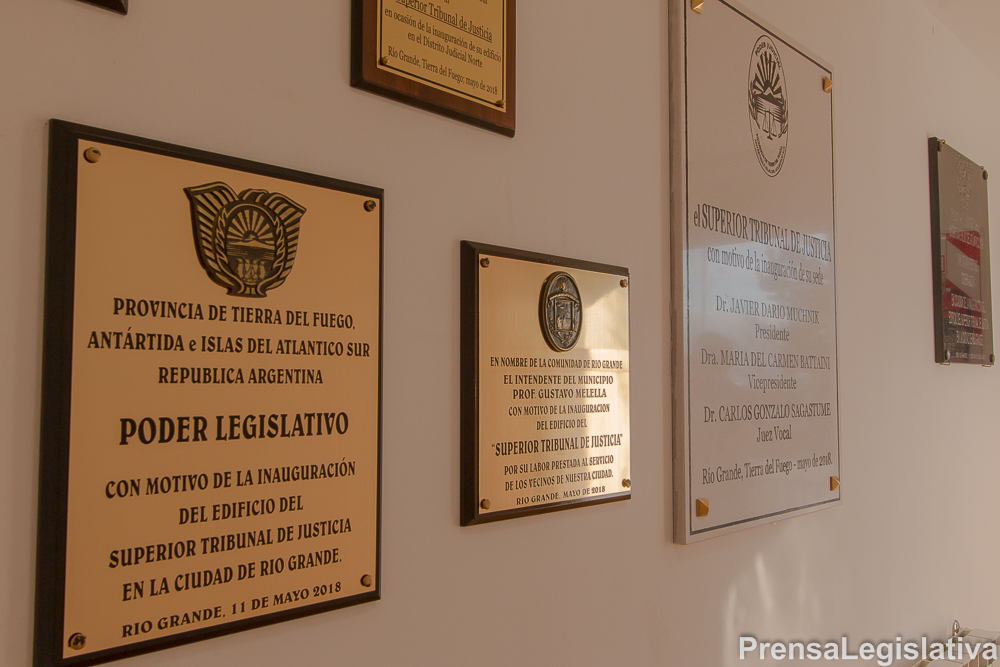 PROVINCIA DE TIERRA DEL FUEGO,
ANTÁRTIDA e ISLAS DEL ATLANTICO SUR
REPUBLICA ARGENTINA
PODER LEGISLATIVO
CON MOTIVO DE LA INAUGURACIÓN
DEL EDIFICIO DEL
SUPERIOR TRIBUNAL DE JUSTICIA
EN LA CIUDAD DE RIO GRANDE.
RIO GRANDE, 11 DE MAYO 2018
Superior Tribunal de Justicia
en ocasión de la inauguración de su edificio
en el Distrito Judicial Norte
Río Grande, Tierra del Fuego; mayo de 2018
EN NOMBRE DE LA COMUNIDAD DE RIO GRANDE
EL INTENDENTE DEL MUNICIPIO
PROF. GUSTAVO MELELLA
CON MOTIVO DE LA INAUGURACIÓN
DEL EDIFICIO DEL
"SUPERIOR TRIBUNAL DE JUSTICIA"
POR SU LABOR PRESTADA AL SERVICIO
DE LOS VECINOS DE NUESTRA CIUDAD.
RIO GRANDE, MAYO DE 2018
el SUPERIOR TRIBUNAL DE JUSTICIA
con motivo de la inauguración de su sede
Dr. JAVIER DARIO MUCHNIK
Presidente
Dra. MARIA DEL CARMEN BATTAINI
Vicepresidente
Dr. CARLOS GONZALO SAGASTUME
Juez Vocal
Río Grande, Tierra del Fuego - mayo de 2018.
PrensaLegislativa